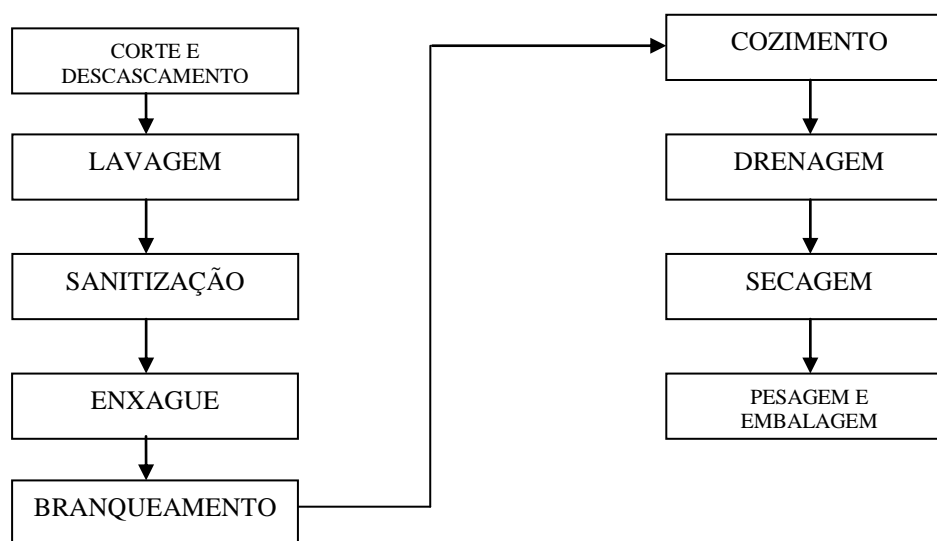 CORTE E
DESCASCAMENTO
LAVAGEM
SANITIZAÇÃO
ENXAGUE
BRANQUEAMENTO
COZIMENTO
DRENAGEM
SECAGEM
PESAGEM E
EMBALAGEM